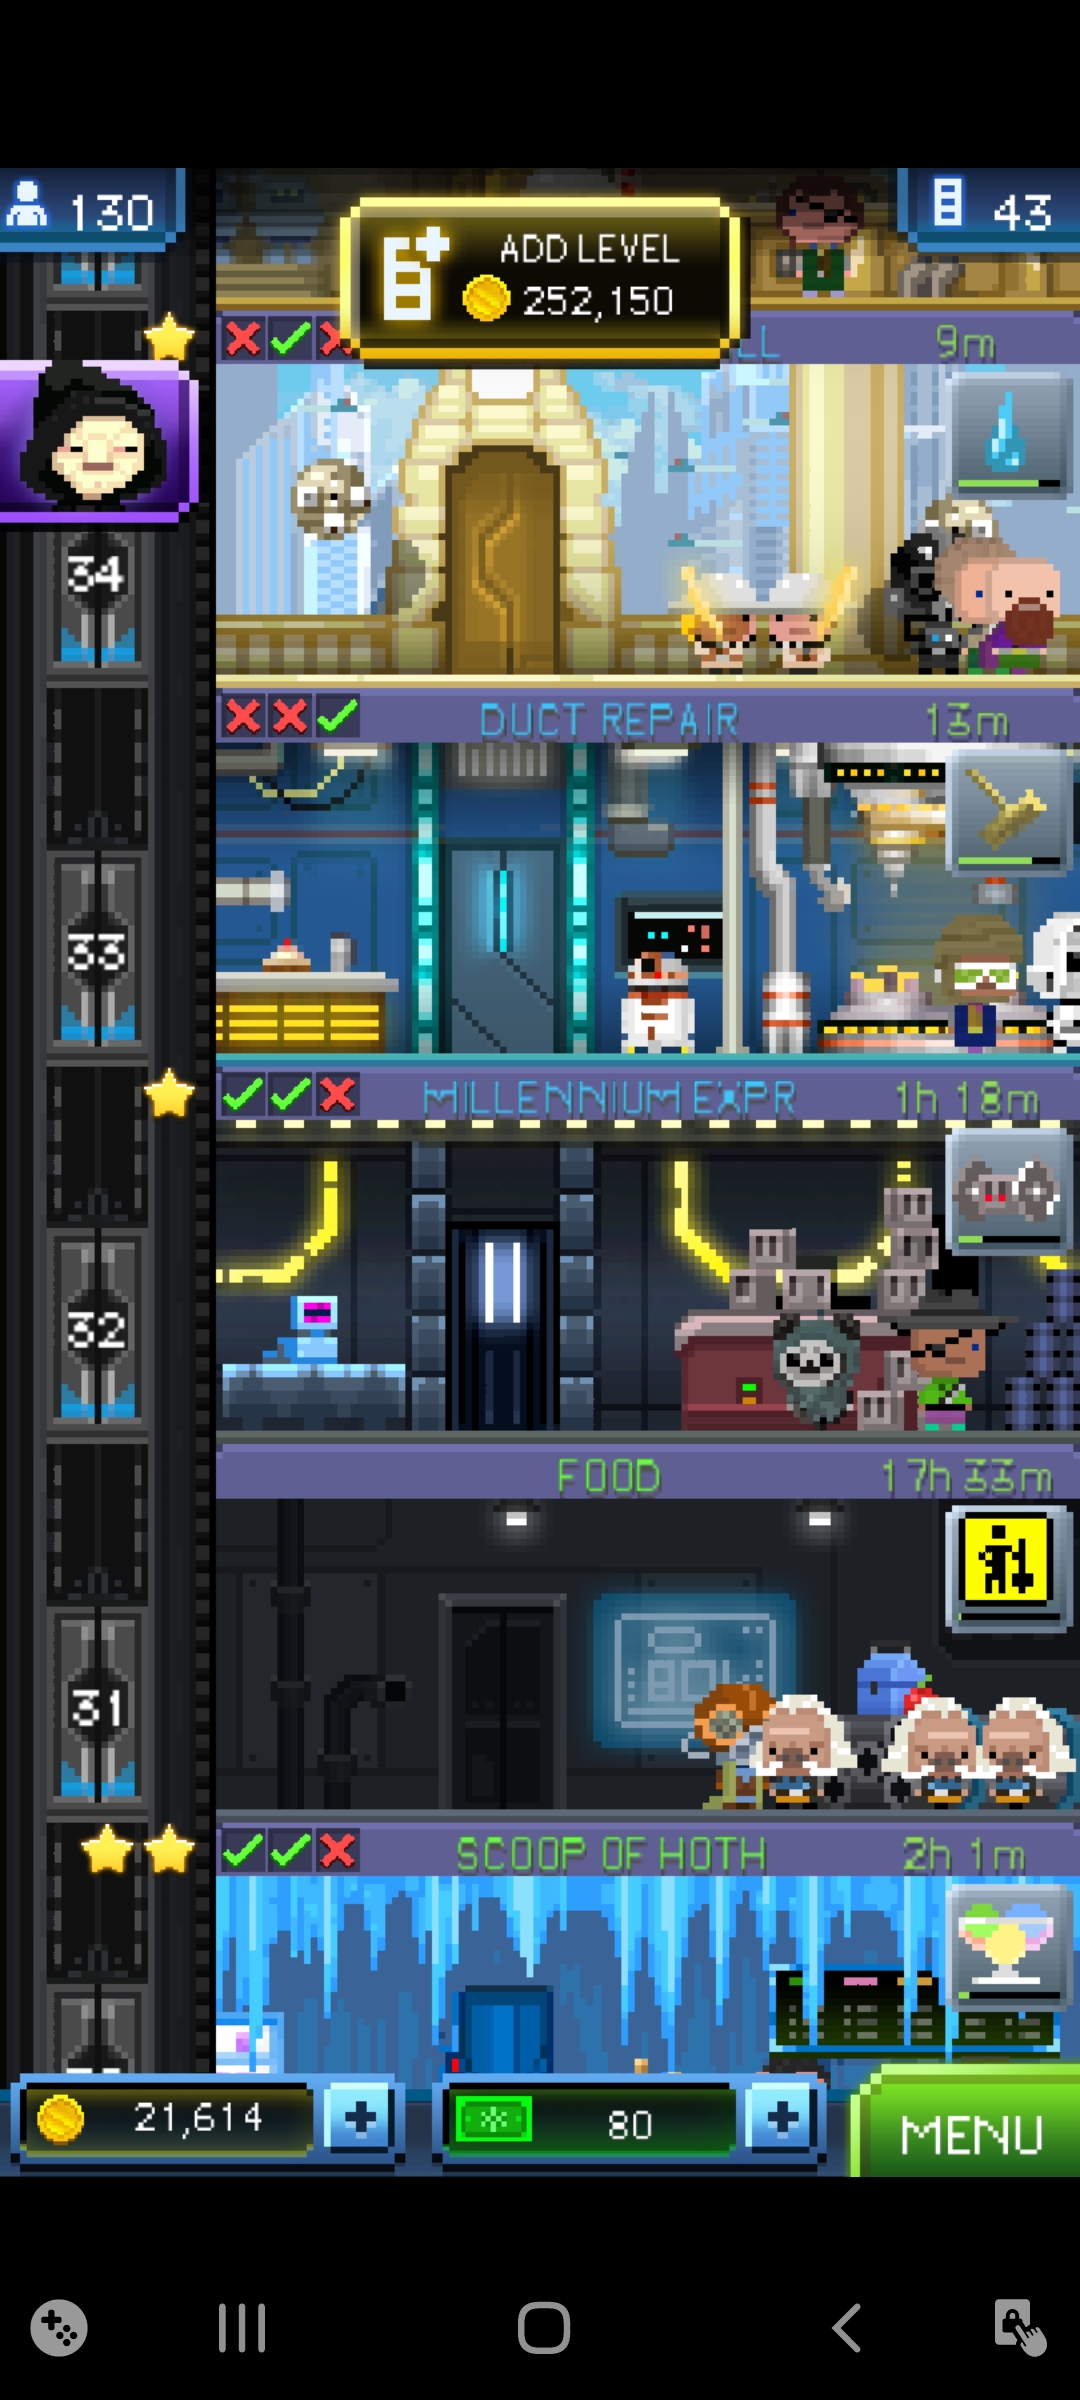 130
ADD LEVEL
252,150
43
LL 9m
34
DUCT REPAIR 13m
33
MILLENNIUM EXPR 1h 18m
32
FOOD 17h 33m
31
SCOOP OF HOTH 2h 1m
21,614
80
MENU